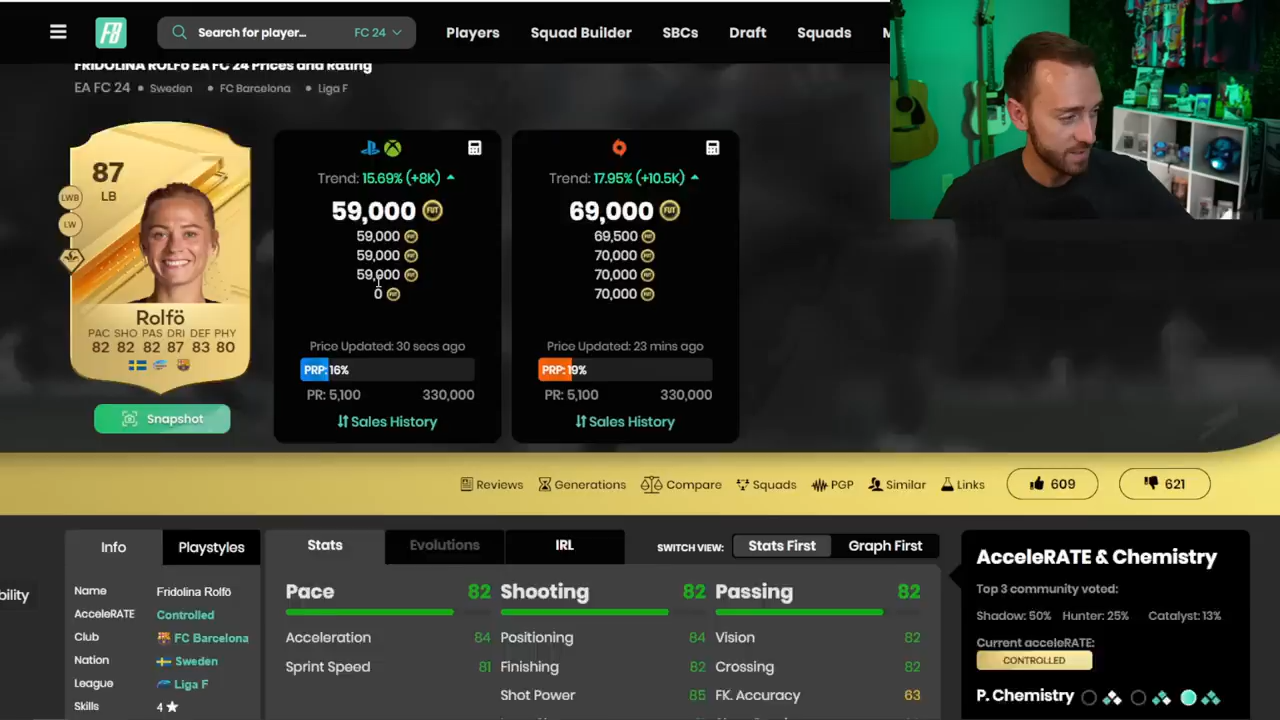 FB
Search for player...
FC 24
Players
Squad Builder
SBCs
Draft
Squads
M
FRIDOLINA ROLFö EA FC 24 Prices and Rating
EA FC 24
Sweden
FC Barcelona
Liga F
87
LB
LWB
LW
Rolfö
PAC SHO PAS DRI DEF PHY
82 82 82 87 83 80
Snapshot
Trend: 15.69% (+8K)
59,000
FUT
59,000
59,000
59,000
0
Price Updated: 30 secs ago
PRP: 16%
PR: 5,100
330,000
Sales History
Trend: 17.95% (+10.5K)
69,000
FUT
69,500
70,000
70,000
70,000
Price Updated: 23 mins ago
PRP: 19%
PR: 5,100
330,000
Sales History
Reviews
Generations
Compare
Squads
PGP
Similar
Links
609
621
bility
Info
Playstyles
Name
Fridolina Rolfö
AcceleRATE
Controlled
Club
FC Barcelona
Nation
Sweden
League
Liga F
Skills
4
Stats
Evolutions
IRL
SWITCH VIEW:
Stats First
Graph First
Pace 82
Acceleration 84
Sprint Speed 81
Shooting 82
Positioning 84
Finishing 82
Shot Power 85
Passing 82
Vision 82
Crossing 82
FK. Accuracy 63
AcceleRATE & Chemistry
Top 3 community voted:
Shadow: 50% Hunter: 25% Catalyst: 13%
Current acceleRATE:
CONTROLLED
P. Chemistry